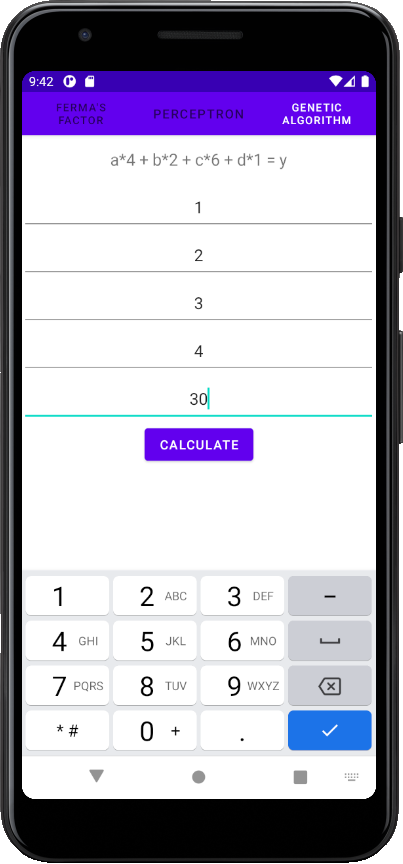 9:42
FERMA'S
FACTOR
PERCEPTRON
GENETIC
ALGORITHM
a*4 + b*2 + c*6 + d*1 = y
1
2
3
4
30
CALCULATE
1 2 ABC 3 DEF -
4 GHI 5 JKL 6 MNO
7 PQRS 8 TUV 9 WXYZ
* # 0 + .